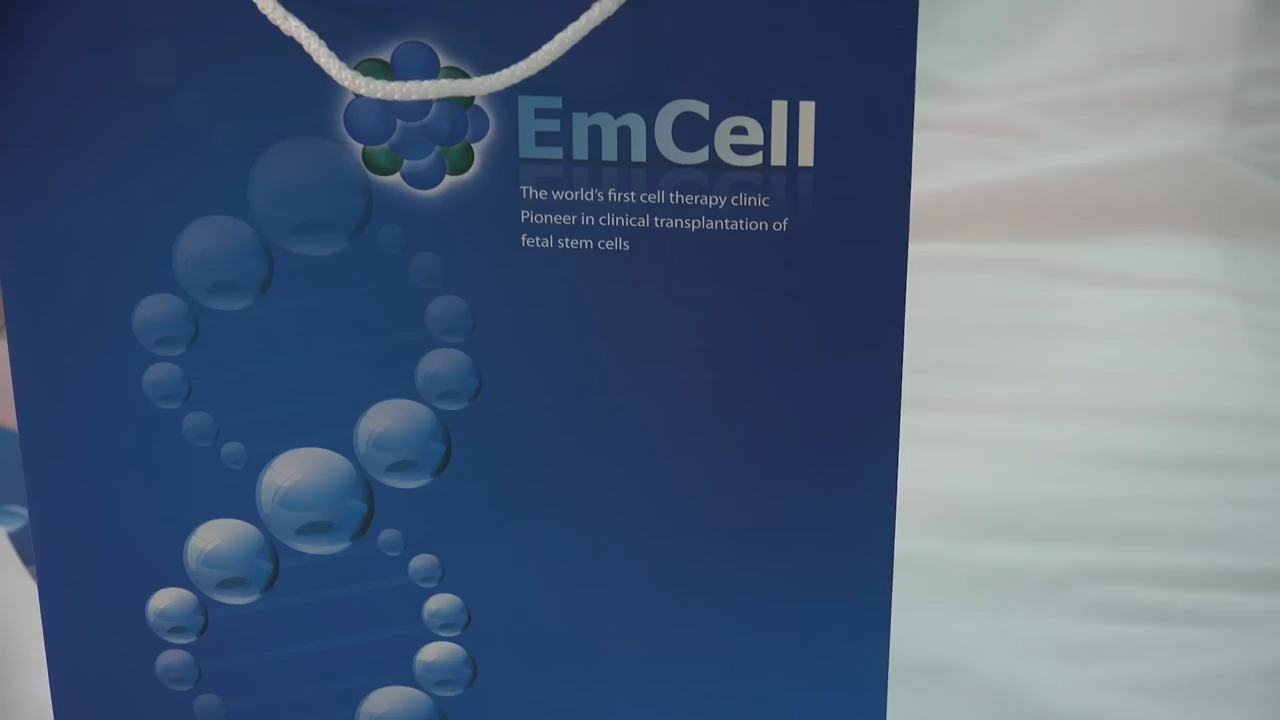 EmCell
The world's first cell therapy clinic
Pioneer in clinical transplantation of
fetal stem cells